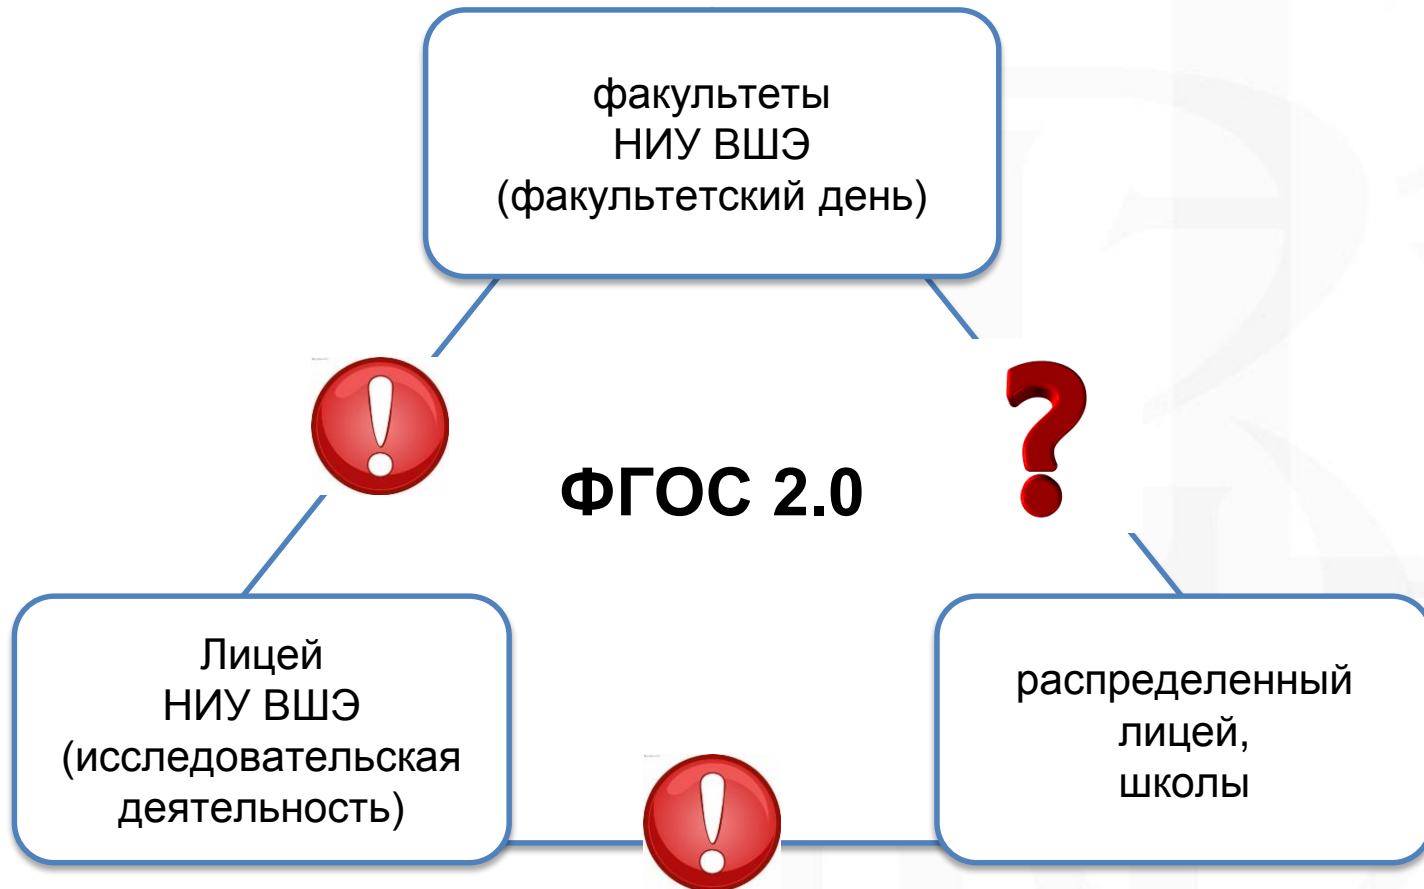 факультеты
НИУ ВШЭ
(факультетский день)
ФГОС 2.0
Лицей
НИУ ВШЭ
(исследовательская
деятельность)
распределенный
лицей,
школы